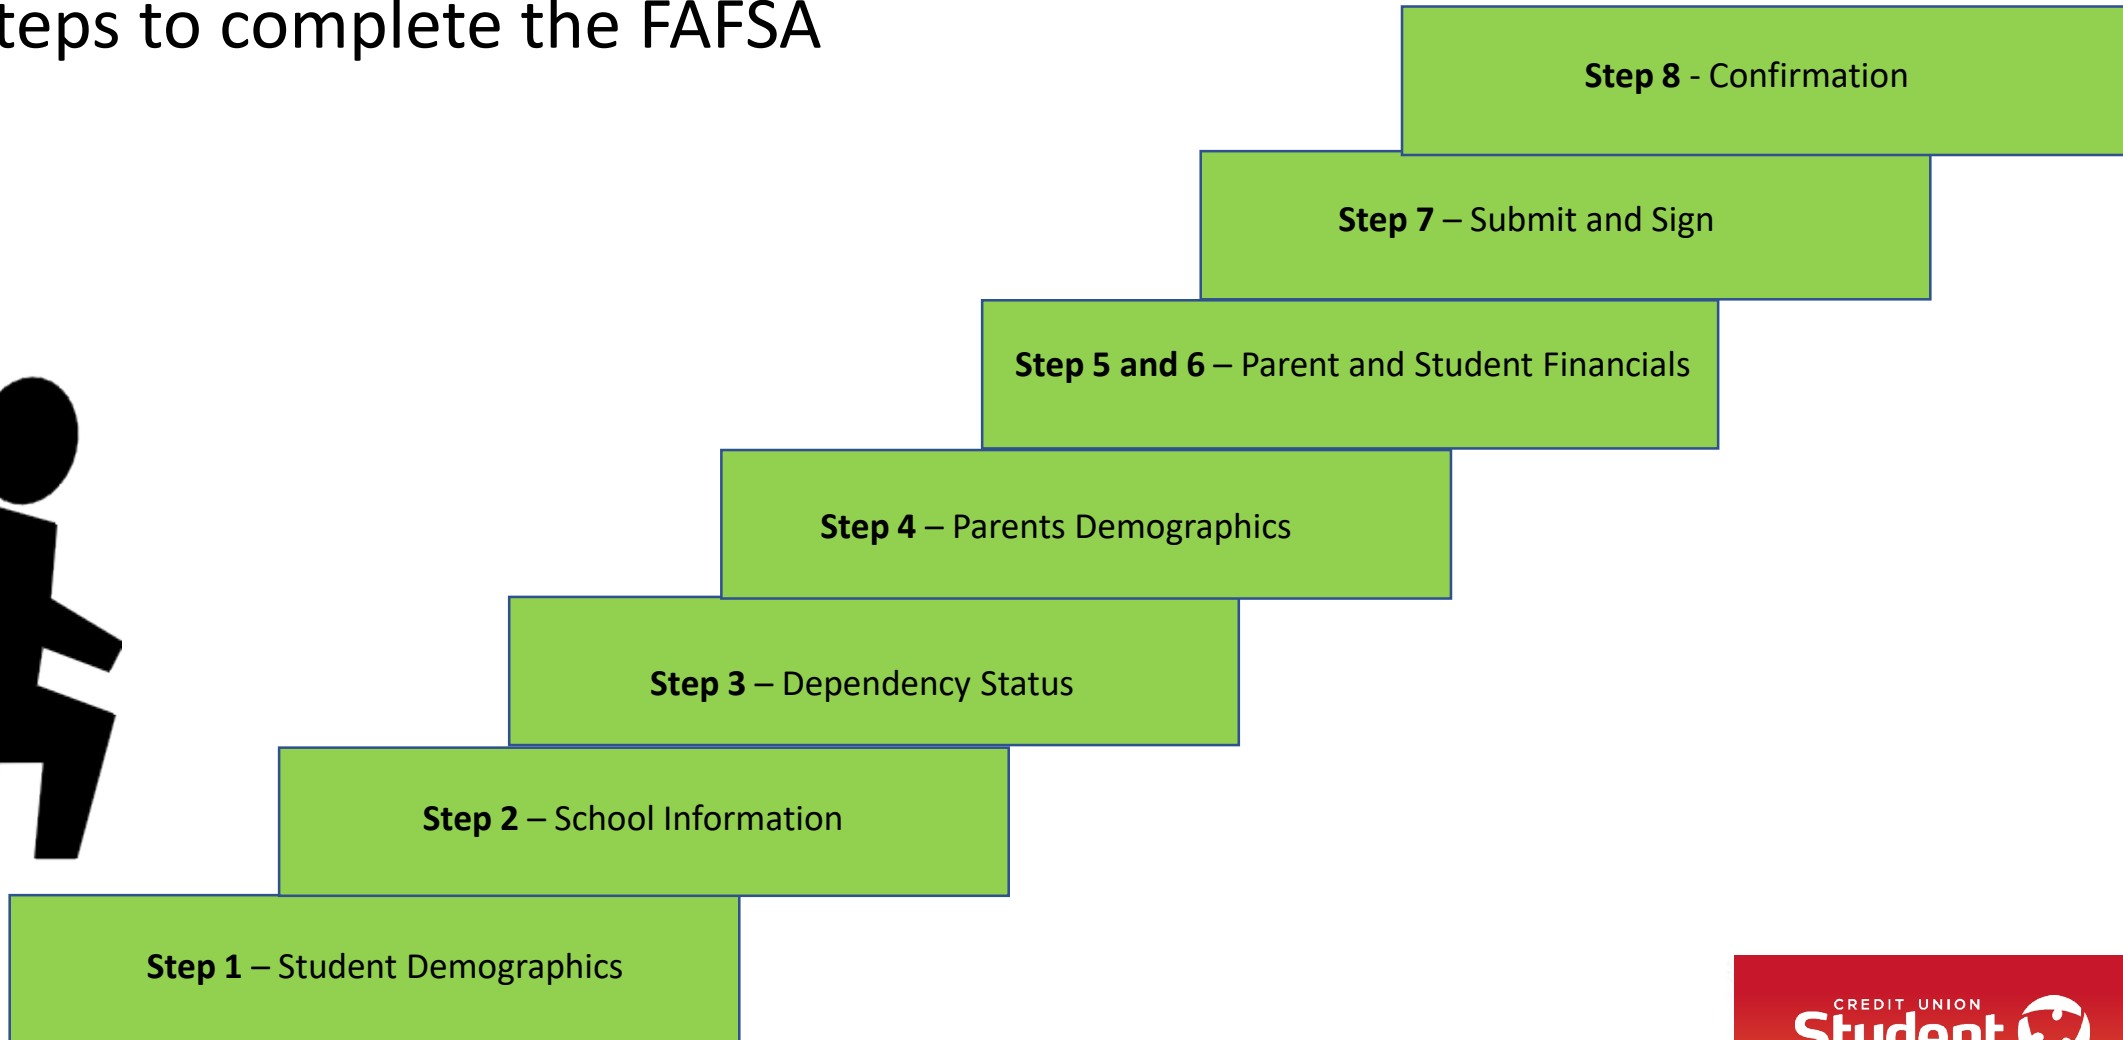 teps to complete the FAFSA
Step 8 - Confirmation
Step 7 – Submit and Sign
Step 5 and 6 – Parent and Student Financials
Step 4 – Parents Demographics
Step 3 – Dependency Status
Step 2 – School Information
Step 1 – Student Demographics
CREDIT UNION
Student